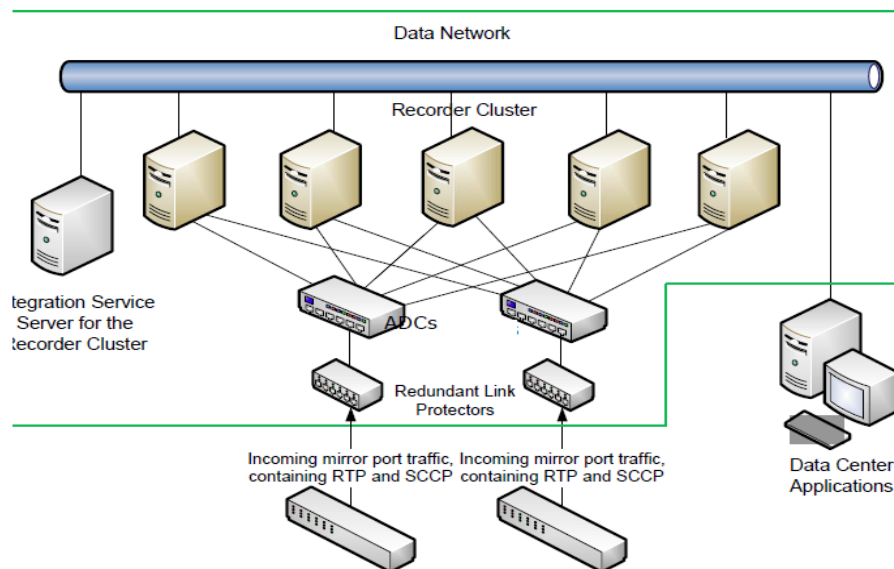 Data Network
Recorder Cluster
tegration Service
Server for the
ecorder Cluster
ADCs
Redundant Link
Protectors
Incoming mirror port traffic,
containing RTP and SCCP
Incoming mirror port traffic,
containing RTP and SCCP
Data Center
Applications